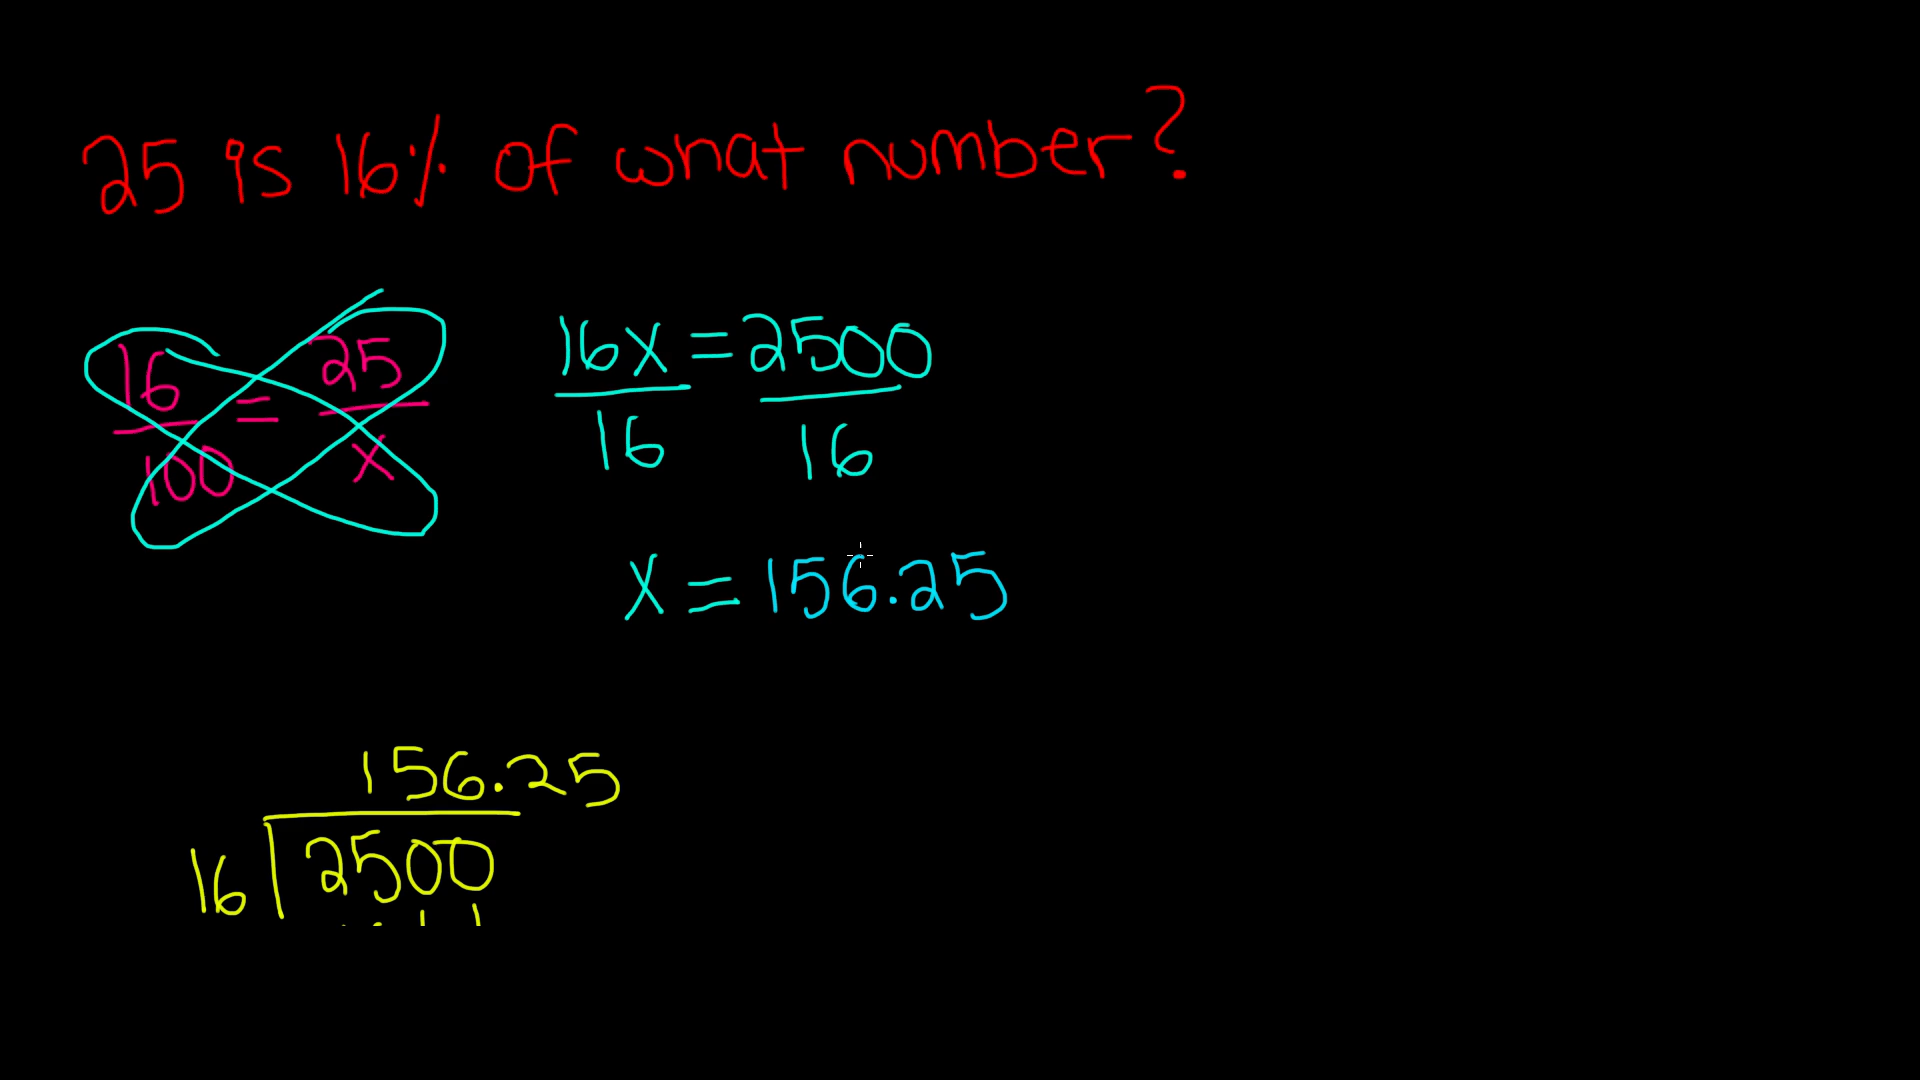 25 is 16% of what number?
16/100 = 25/x
16x/16 = 2500/16
x = 156.25
156.25
16 2500